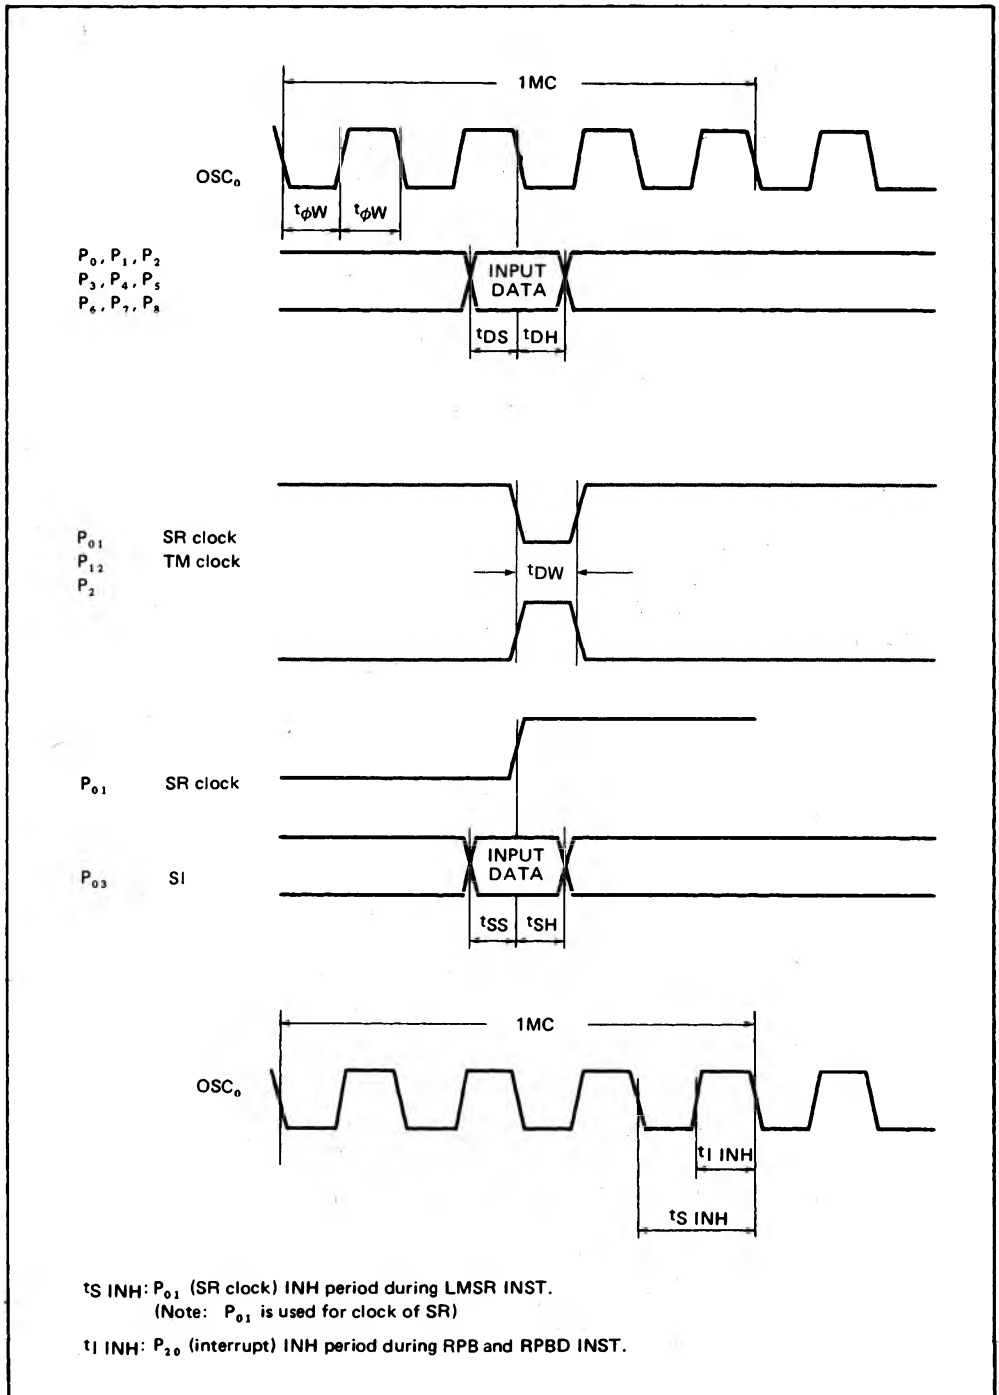 1MC
OSC₀
tφW tφW
P₀, P₁, P₂
P₃, P₄, P₅
P₆, P₇, P₈
INPUT
DATA
tDS tDH
P₀₁ SR clock
P₁₂ TM clock
P₂
tDW
P₀₁ SR clock
INPUT
DATA
P₀₃ SI
tSS tSH
1MC
OSC₀
tI INH
tS INH
tS INH: P₀₁ (SR clock) INH period during LMSR INST.
(Note: P₀₁ is used for clock of SR)
tI INH: P₂₀ (interrupt) INH period during RPB and RPBD INST.